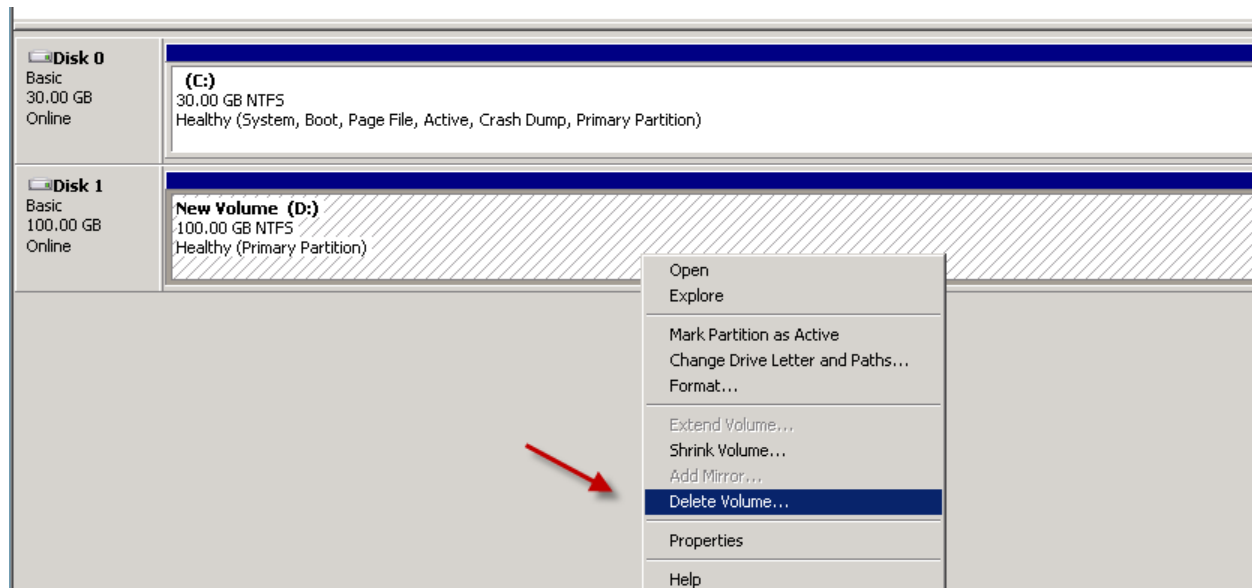 Disk 0
Basic
30.00 GB
Online
(C:)
30.00 GB NTFS
Healthy (System, Boot, Page File, Active, Crash Dump, Primary Partition)
Disk 1
Basic
100.00 GB
Online
New Volume (D:)
100.00 GB NTFS
Healthy (Primary Partition)
Open
Explore
Mark Partition as Active
Change Drive Letter and Paths...
Format...
Extend Volume...
Shrink Volume...
Add Mirror...
Delete Volume...
Properties
Help